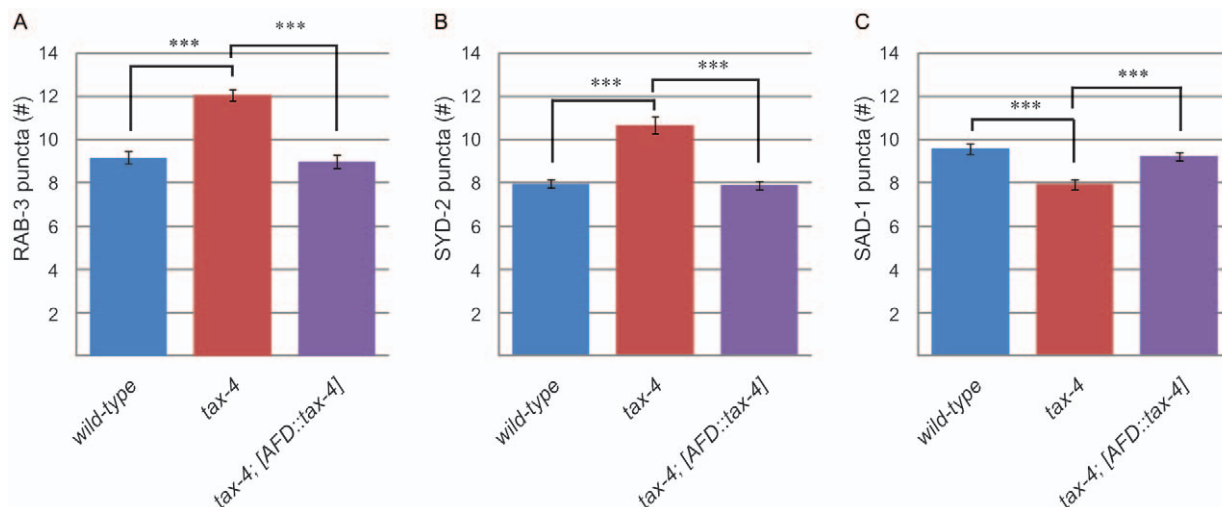 A
RAB-3 puncta (#)
14
12
10
8
6
4
2
***
***
wild-type
tax-4
tax-4; [AFD::tax-4]
B
SYD-2 puncta (#)
14
12
10
8
6
4
2
***
***
wild-type
tax-4
tax-4; [AFD::tax-4]
C
SAD-1 puncta (#)
14
12
10
8
6
4
2
***
***
wild-type
tax-4
tax-4; [AFD::tax-4]